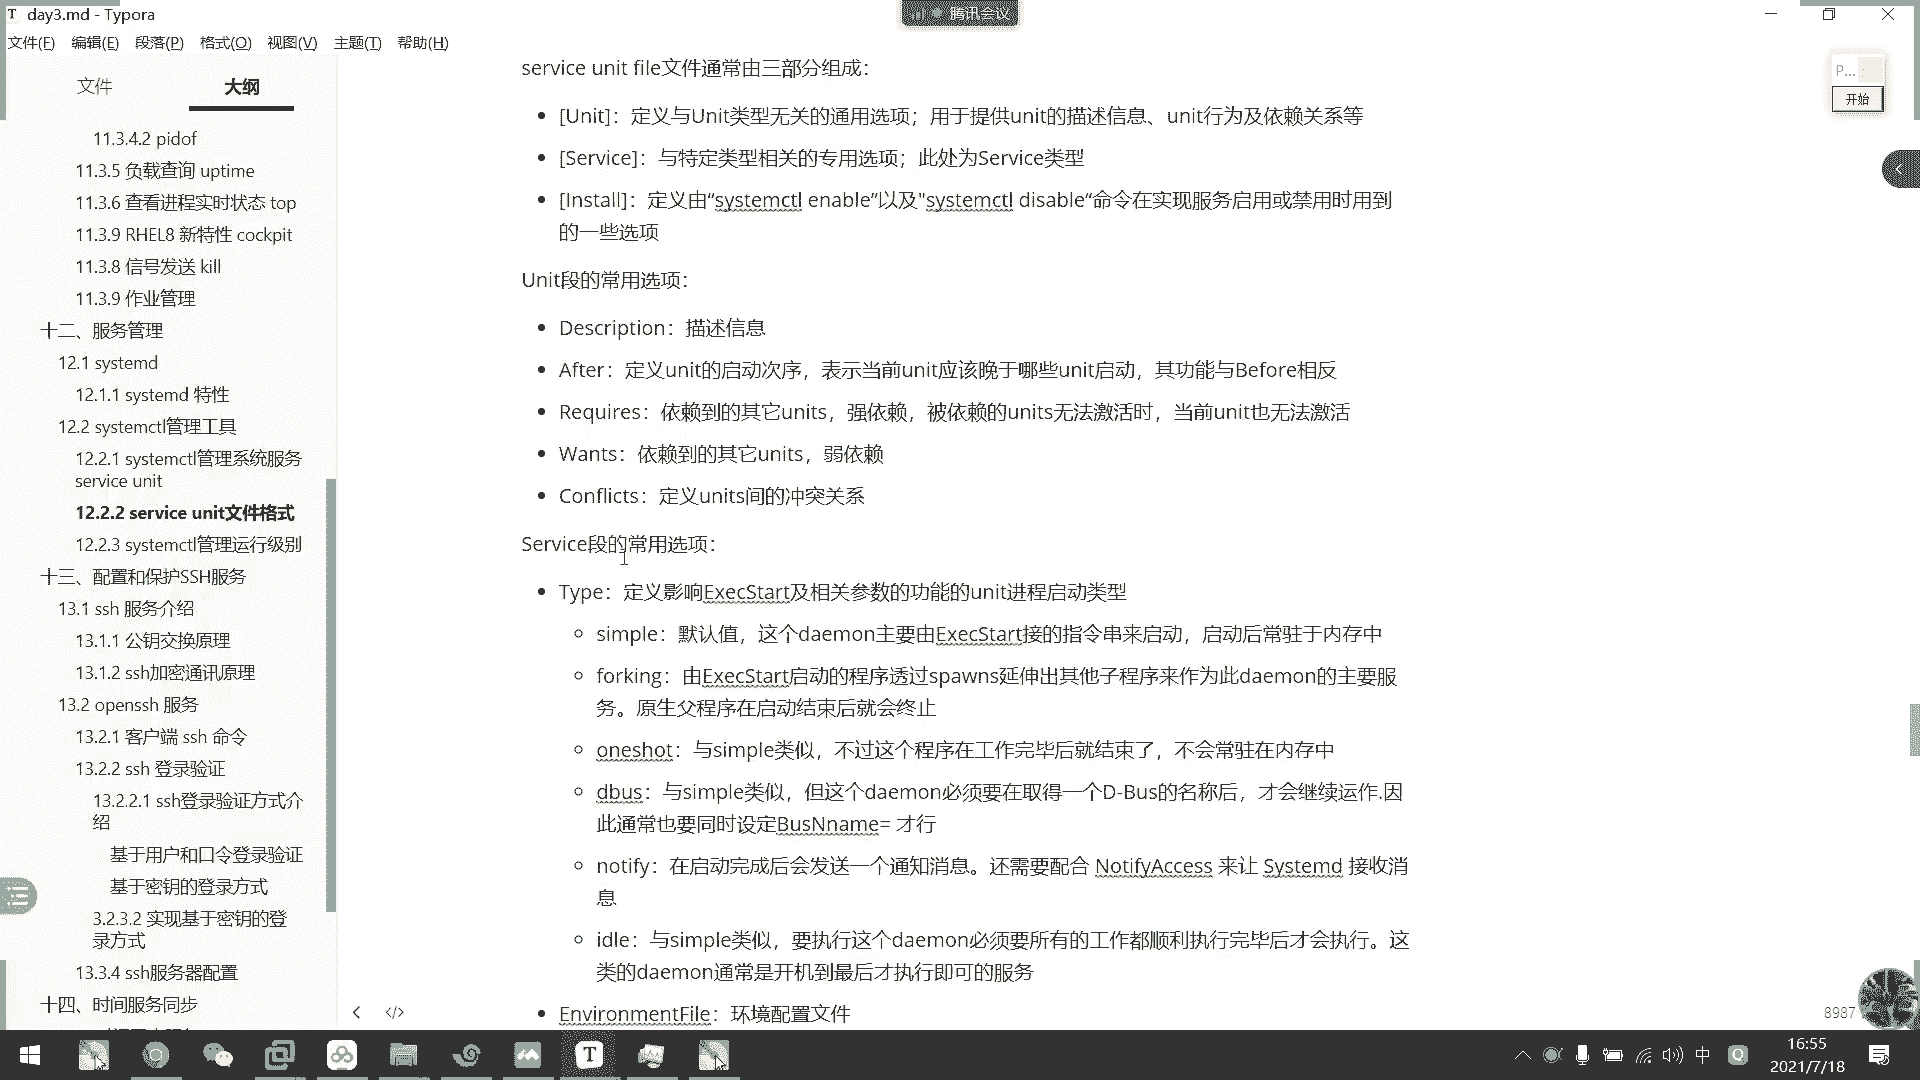 day3.md - Typora
腾讯会议
文件(F) 编辑(E) 段落(P) 格式(O) 视图(V) 主题(T) 帮助(H)
文件 大纲
11.3.4.2 pidof
11.3.5 负载查询 uptime
11.3.6 查看进程实时状态 top
11.3.9 RHEL8 新特性 cockpit
11.3.8 信号发送 kill
11.3.9 作业管理
十二、服务管理
12.1 systemd
12.1.1 systemd 特性
12.2 systemctl管理工具
12.2.1 systemctl管理系统服务
service unit
12.2.2 service unit文件格式
12.2.3 systemctl管理运行级别
十三、配置和保护SSH服务
13.1 ssh 服务介绍
13.1.1 公钥交换原理
13.1.2 ssh加密通讯原理
13.2 openssh 服务
13.2.1 客户端 ssh 命令
13.2.2 ssh 登录验证
13.2.2.1 ssh登录验证方式介
绍
基于用户和口令登录验证
基于密钥的登录方式
3.2.3.2 实现基于密钥的登
录方式
13.3.4 ssh服务器配置
十四、时间服务同步
service unit file文件通常由三部分组成：
[Unit]：定义与Unit类型无关的通用选项；用于提供unit的描述信息、unit行为及依赖关系等
[Service]：与特定类型相关的专用选项；此处为Service类型
[Install]：定义由“systemctl enable”以及"systemctl disable“命令在实现服务启用或禁用时用到
的一些选项
Unit段的常用选项：
Description：描述信息
After：定义unit的启动次序，表示当前unit应该晚于哪些unit启动，其功能与Before相反
Requires：依赖到的其它units，强依赖，被依赖的units无法激活时，当前unit也无法激活
Wants：依赖到的其它units，弱依赖
Conflicts：定义units间的冲突关系
Service段的常用选项：
Type：定义影响ExecStart及相关参数的功能的unit进程启动类型
simple：默认值，这个daemon主要由ExecStart接的指令串来启动，启动后常驻于内存中
forking：由ExecStart启动的程序透过spawns延伸出其他子程序来作为此daemon的主要服
务。原生父程序在启动结束后就会终止
oneshot：与simple类似，不过这个程序在工作完毕后就结束了，不会常驻在内存中
dbus：与simple类似，但这个daemon必须要在取得一个D-Bus的名称后，才会继续运作.因
此通常也要同时设定BusNname= 才行
notify：在启动完成后会发送一个通知消息。还需要配合 NotifyAccess 来让 Systemd 接收消
息
idle：与simple类似，要执行这个daemon必须要所有的工作都顺利执行完毕后才会执行。这
类的daemon通常是开机到最后才执行即可的服务
EnvironmentFile：环境配置文件
P...
开始
8987
中
16:55
2021/7/18